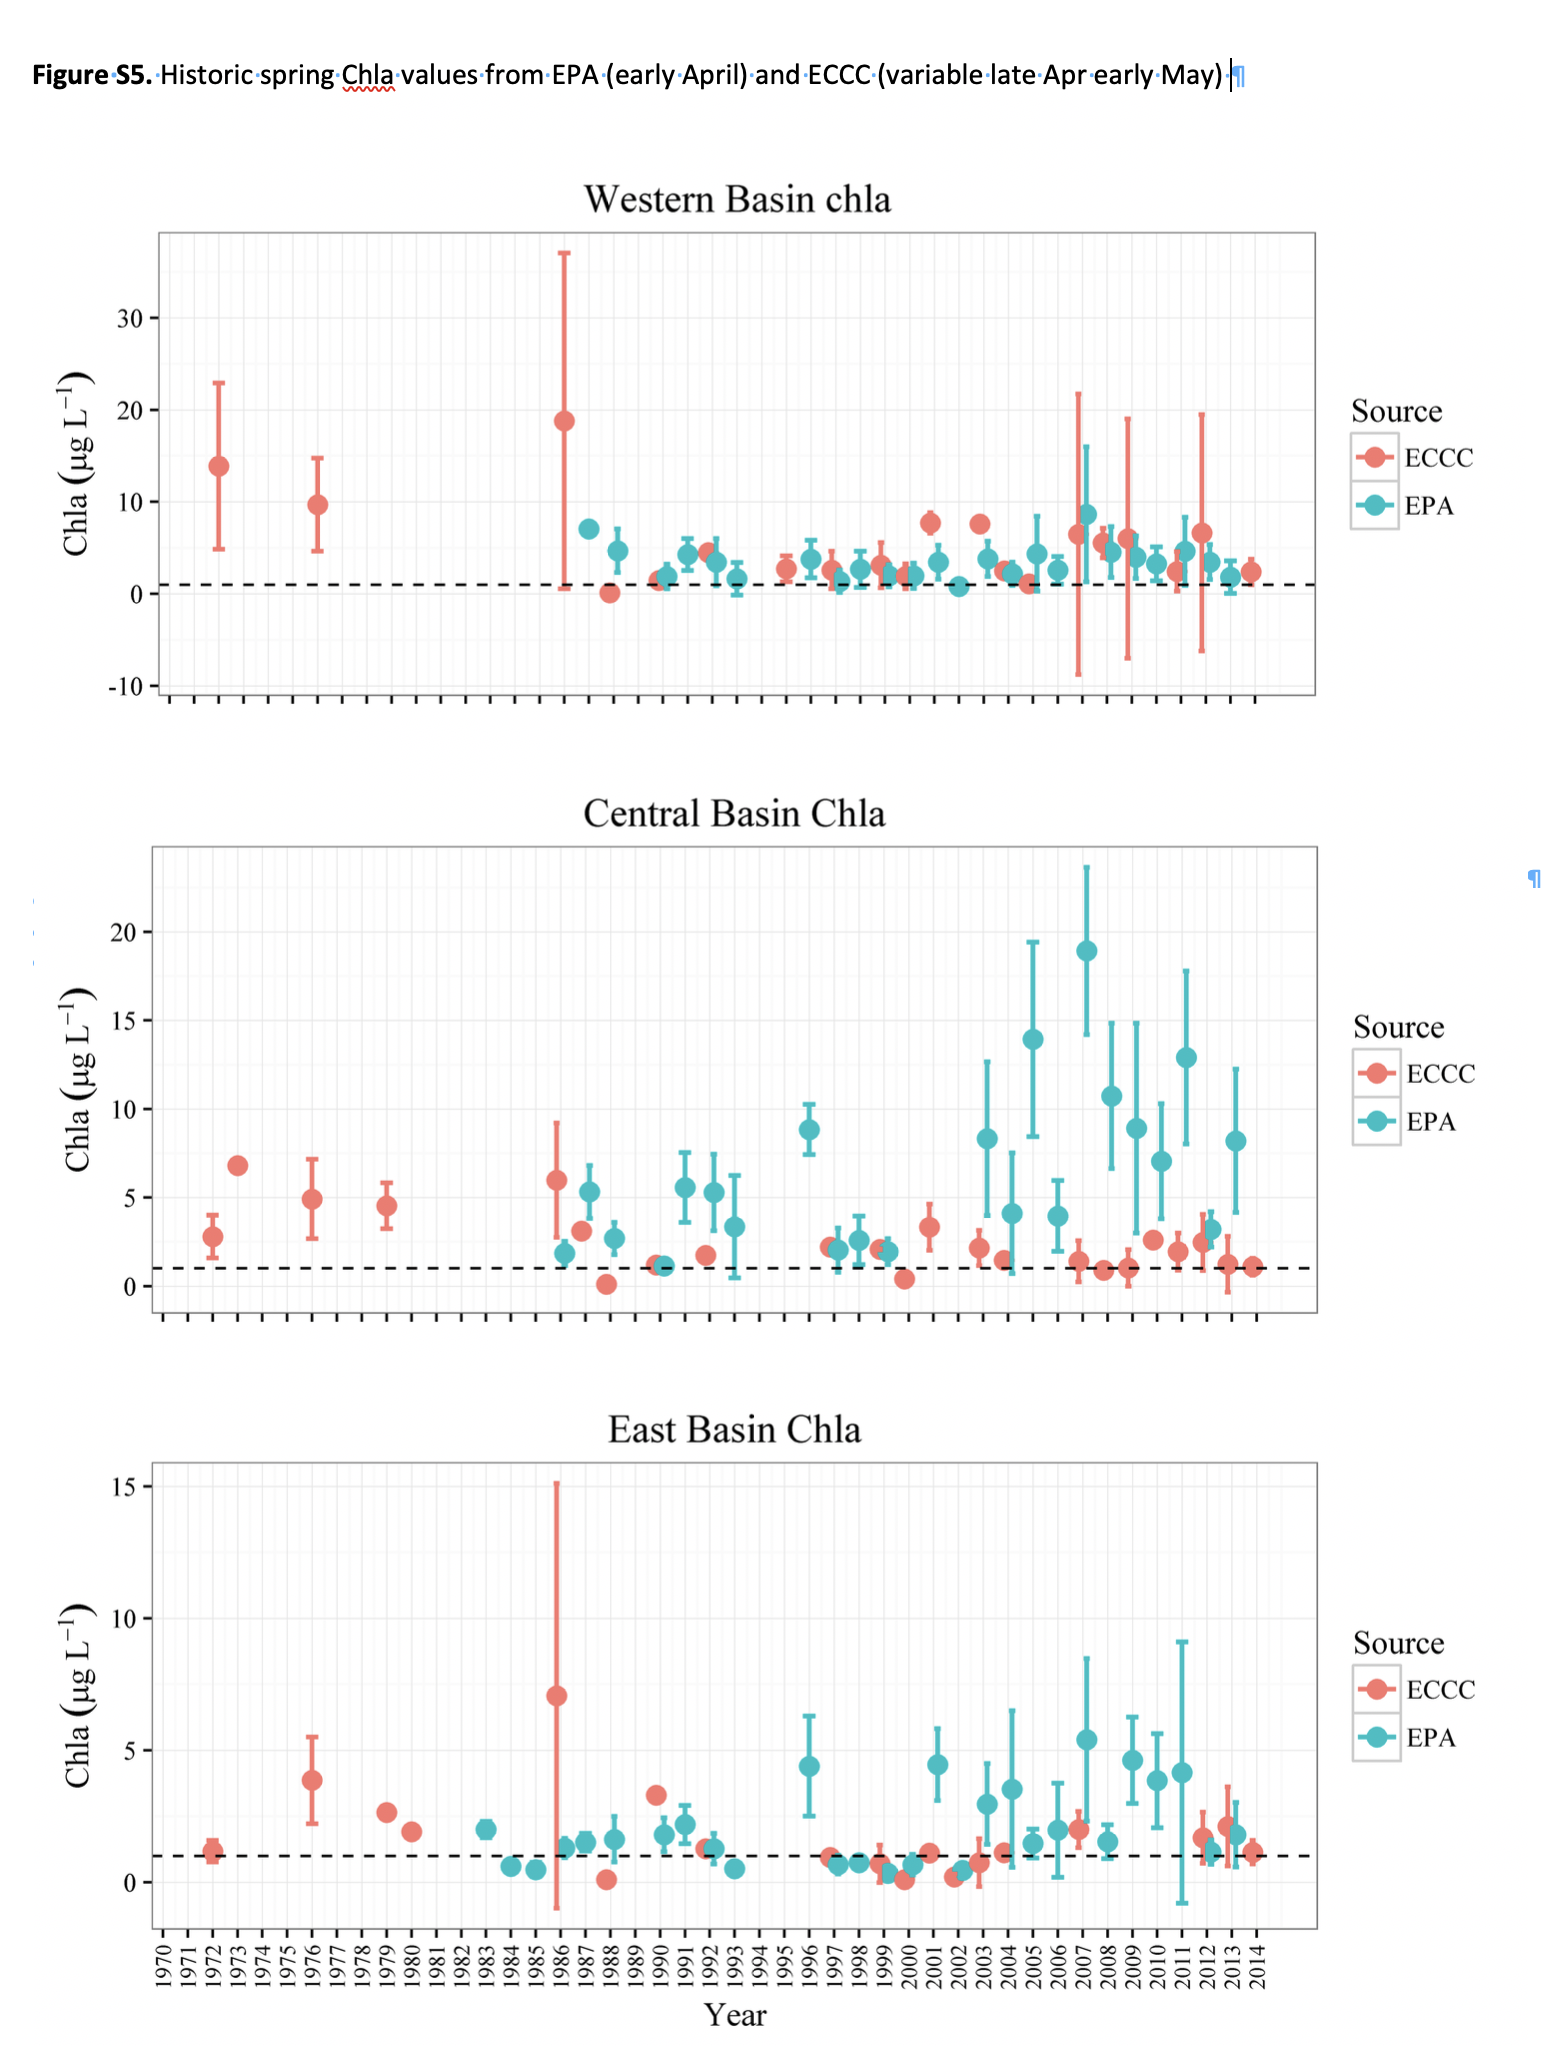 Figure S5. Historic spring Chla values from EPA (early April) and ECCC (variable late Apr early May) ¶
Western Basin chla
Chla (µg L⁻¹)
30
20
10
0
-10
Source
ECCC
EPA
Central Basin Chla
¶
Chla (µg L⁻¹)
20
15
10
5
0
Source
ECCC
EPA
East Basin Chla
Chla (µg L⁻¹)
15
10
5
0
Source
ECCC
EPA
1970 1971 1972 1973 1974 1975 1976 1977 1978 1979 1980 1981 1982 1983 1984 1985 1986 1987 1988 1989 1990 1991 1992 1993 1994 1995 1996 1997 1998 1999 2000 2001 2002 2003 2004 2005 2006 2007 2008 2009 2010 2011 2012 2013 2014
Year